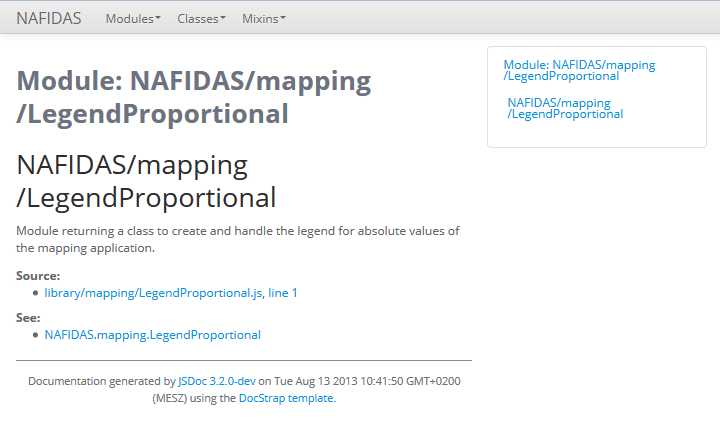 NAFIDAS Modules Classes Mixins
Module: NAFIDAS/mapping
/LegendProportional
NAFIDAS/mapping
/LegendProportional
Module returning a class to create and handle the legend for absolute values of
the mapping application.
Source:
library/mapping/LegendProportional.js, line 1
See:
NAFIDAS.mapping.LegendProportional
Documentation generated by JSDoc 3.2.0-dev on Tue Aug 13 2013 10:41:50 GMT+0200
(MESZ) using the DocStrap template.
Module: NAFIDAS/mapping
/LegendProportional
NAFIDAS/mapping
/LegendProportional